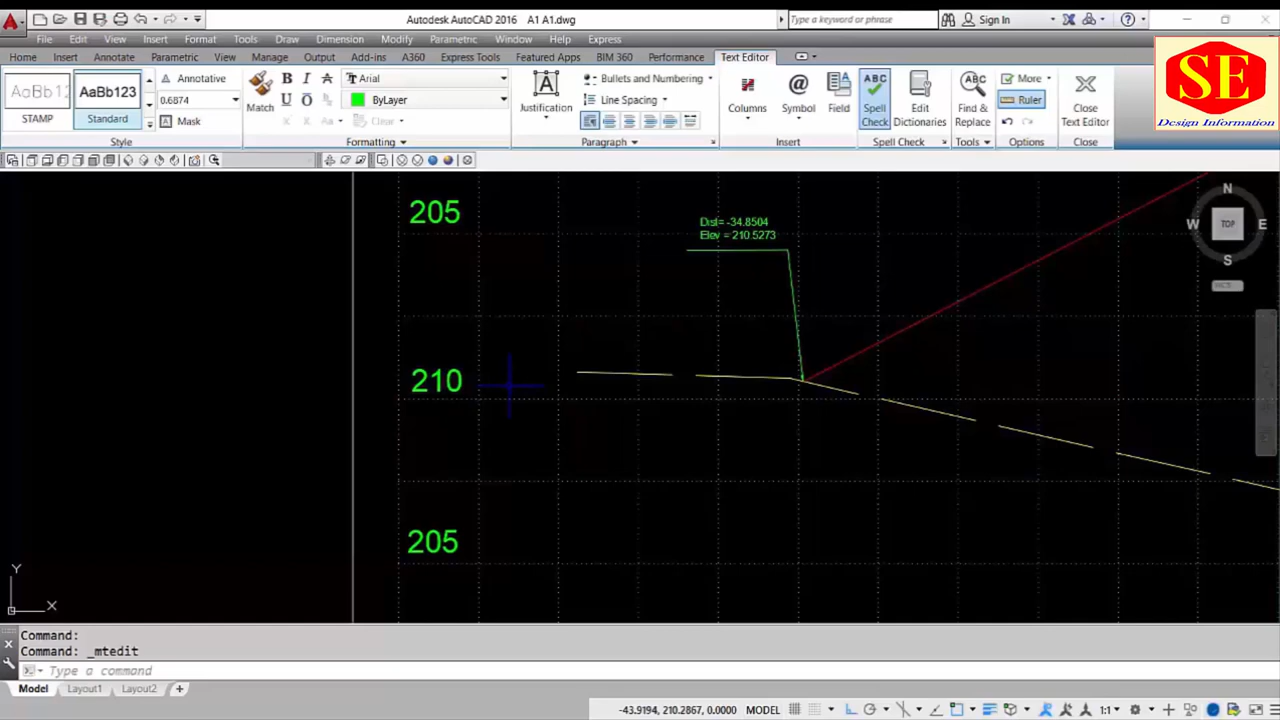 Autodesk AutoCAD 2016 A1 A1.dwg
Type a keyword or phrase
Sign In
File Edit View Insert Format Tools Draw Dimension Modify Parametric Window Help Express
Home Insert Annotate Parametric View Manage Output Add-ins A360 Express Tools Featured Apps BIM 360 Performance Text Editor
SE
Design Information
AaBb1 AaBb123
STAMP Standard
Annotative
0.6874
Mask
Style
Match
B I A
U O
Aa
Arial
ByLayer
Clear
Formatting
Justification
Bullets and Numbering
Line Spacing
Paragraph
Columns
@
Symbol
Field
Insert
ABC
Spell
Check
Edit
Dictionaries
Spell Check
Find &
Replace
Tools
More
Ruler
Options
Close
Text Editor
Close
205
Dist= -34.8504
Elev = 210.5273
210
205
N
W TOP E
S
Y
X
Command:
Command: _mtedit
Type a command
Model Layout1 Layout2 +
-43.9194, 210.2867, 0.0000 MODEL
1:1